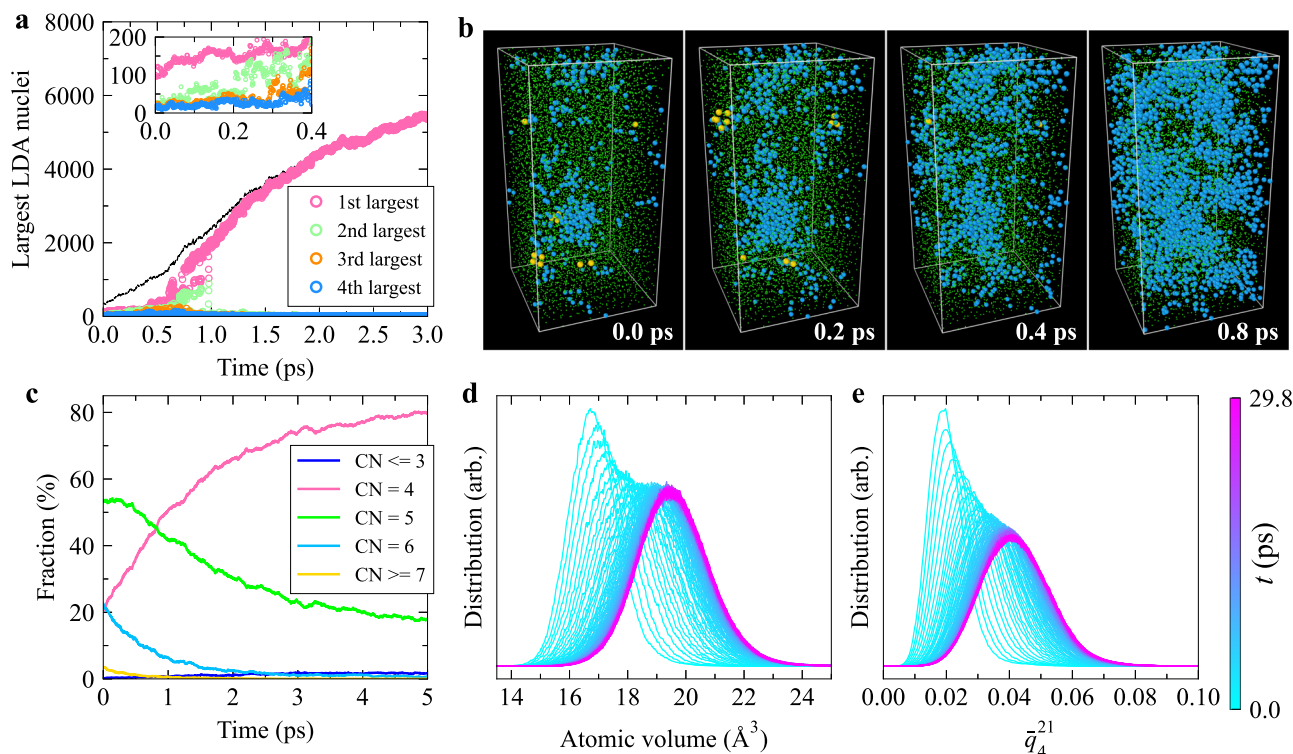 a
8000
6000
4000
2000
0
Largest LDA nuclei
200
100
0
0.0 0.2 0.4
1st largest
2nd largest
3rd largest
4th largest
0.0 0.5 1.0 1.5 2.0 2.5 3.0
Time (ps)
b
0.0 ps
0.2 ps
0.4 ps
0.8 ps
c
80
60
40
20
0
Fraction (%)
CN <= 3
CN = 4
CN = 5
CN = 6
CN >= 7
0 1 2 3 4 5
Time (ps)
d
Distribution (arb.)
14 16 18 20 22 24
Atomic volume (Å³)
e
Distribution (arb.)
0.00 0.02 0.04 0.06 0.08 0.10
q̄₄²¹
29.8
t (ps)
0.0